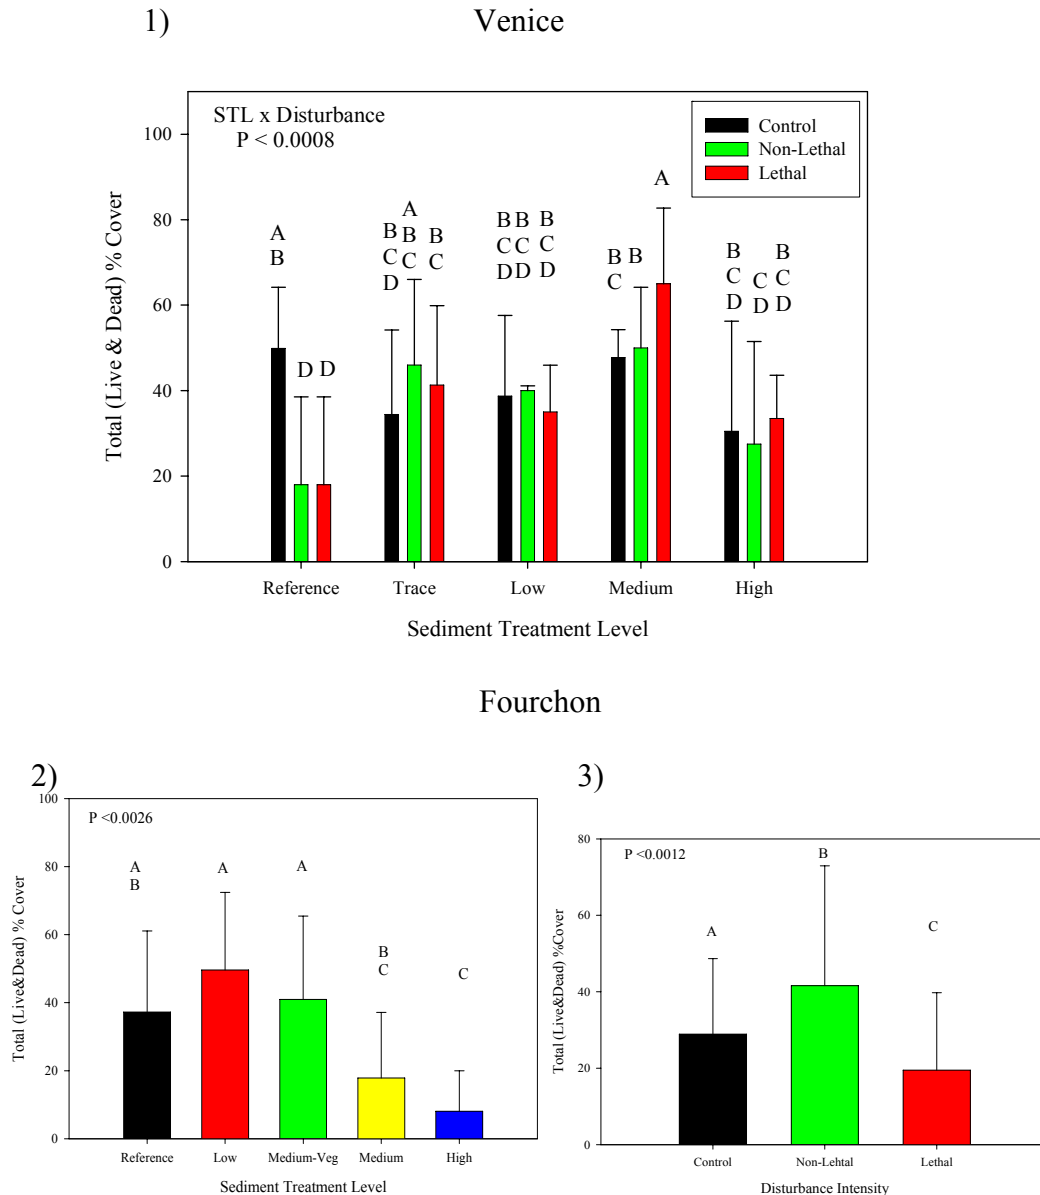 1)
Venice
STL x Disturbance
P < 0.0008
Control
Non-Lethal
Lethal
Total (Live & Dead) % Cover
100
80
60
40
20
0
A
B
D
D
B
C
D
A
B
C
B
C
B
C
D
B
C
D
B
C
D
B
C
B
A
B
C
D
C
D
B
C
D
Reference
Trace
Low
Medium
High
Sediment Treatment Level
Fourchon
2)
P <0.0026
Total (Live&Dead) % Cover
100
80
60
40
20
0
A
B
A
A
B
C
C
Reference
Low
Medium-Veg
Medium
High
Sediment Treatment Level
3)
P <0.0012
Total (Live&Dead) %Cover
80
60
40
20
0
A
B
C
Control
Non-Lehtal
Lethal
Disturbance Intensity